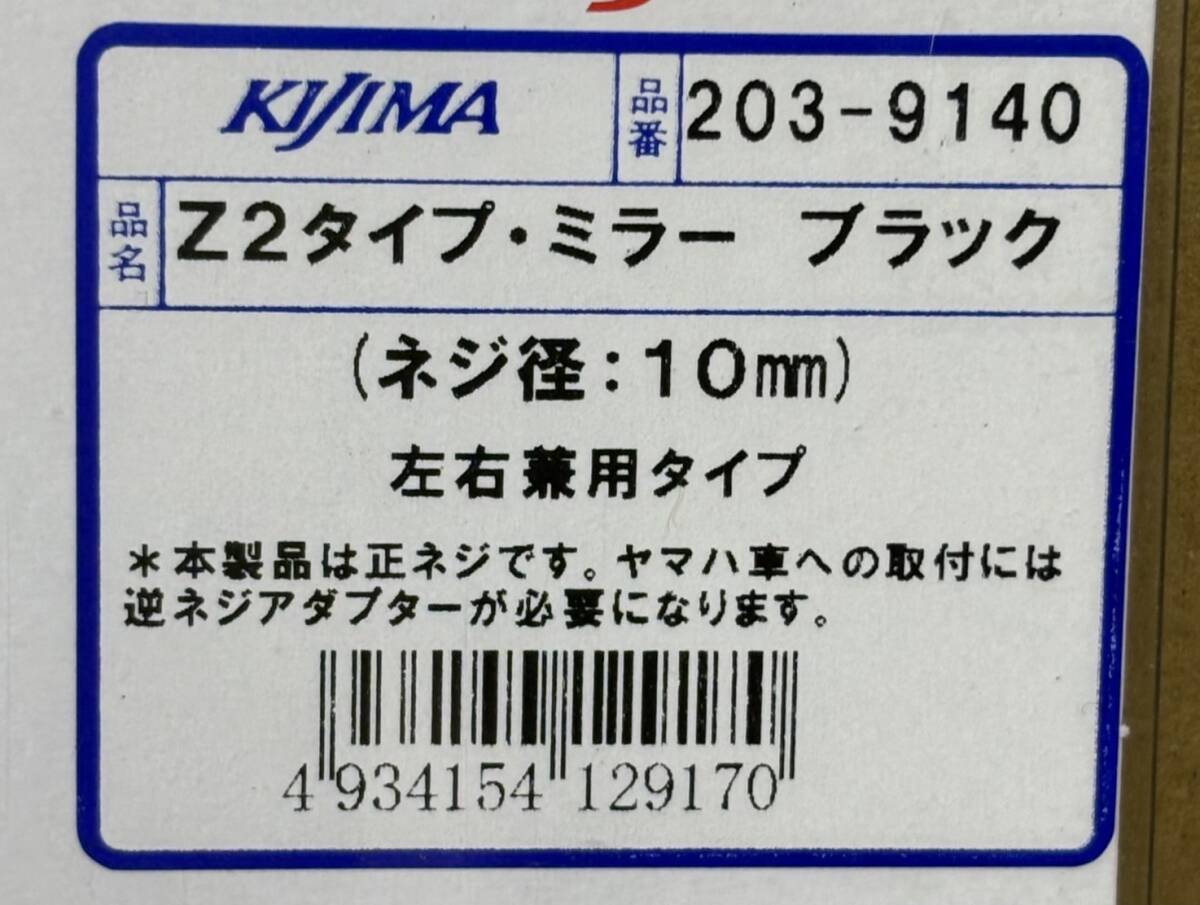 KIJIMA 品番 203-9140
品名 Z2タイプ・ミラー ブラック
(ネジ径:10mm)
左右兼用タイプ
*本製品は正ネジです。ヤマハ車への取付には
逆ネジアダプターが必要になります。
4 934154 129170